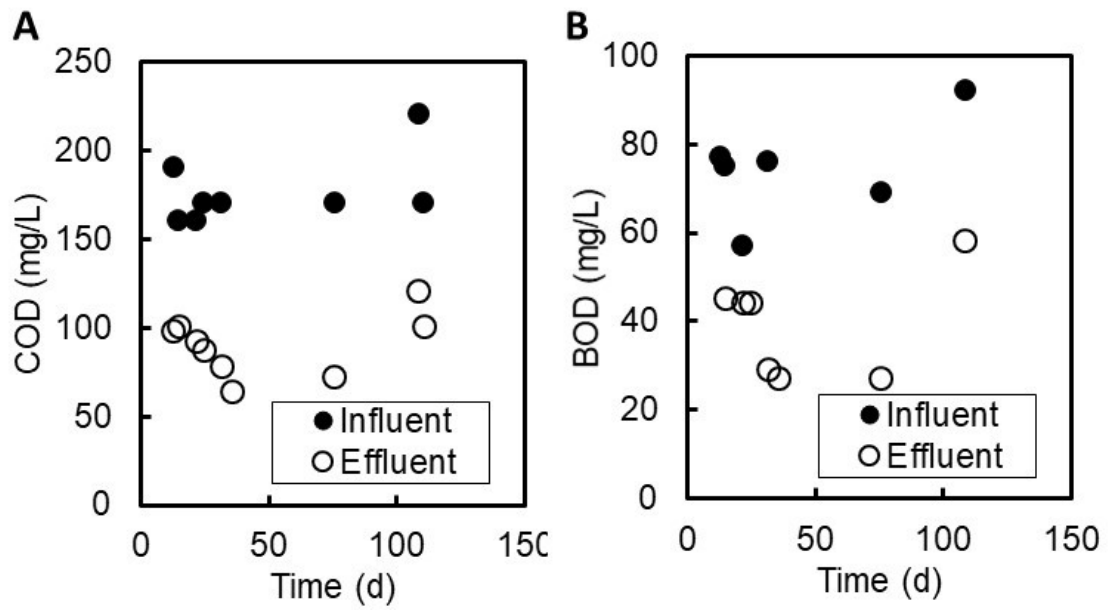 A
250
200
150
100
50
0
COD (mg/L)
Influent
Effluent
0 50 100 150
Time (d)
B
100
80
60
40
20
0
BOD (mg/L)
Influent
Effluent
0 50 100 150
Time (d)